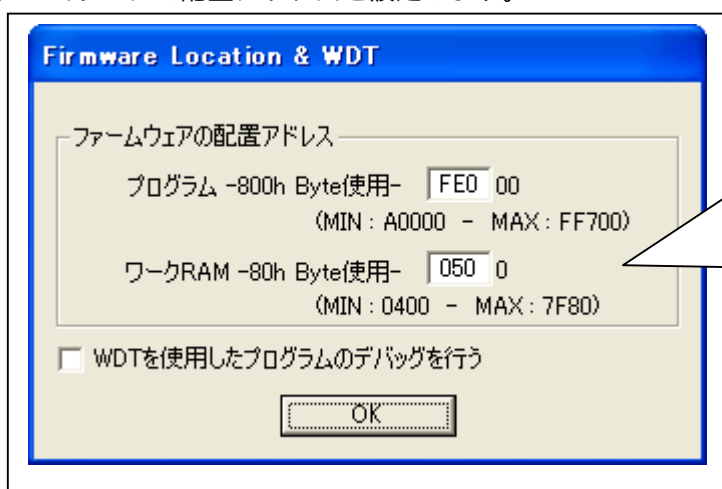 Firmware Location & WDT
ファームウェアの配置アドレス
プログラム -800h Byte使用- FE0 00
(MIN : A0000 - MAX : FF700)
ワークRAM -80h Byte使用- 050 0
(MIN : 0400 - MAX : 7F80)
WDTを使用したプログラムのデバッグを行う
OK